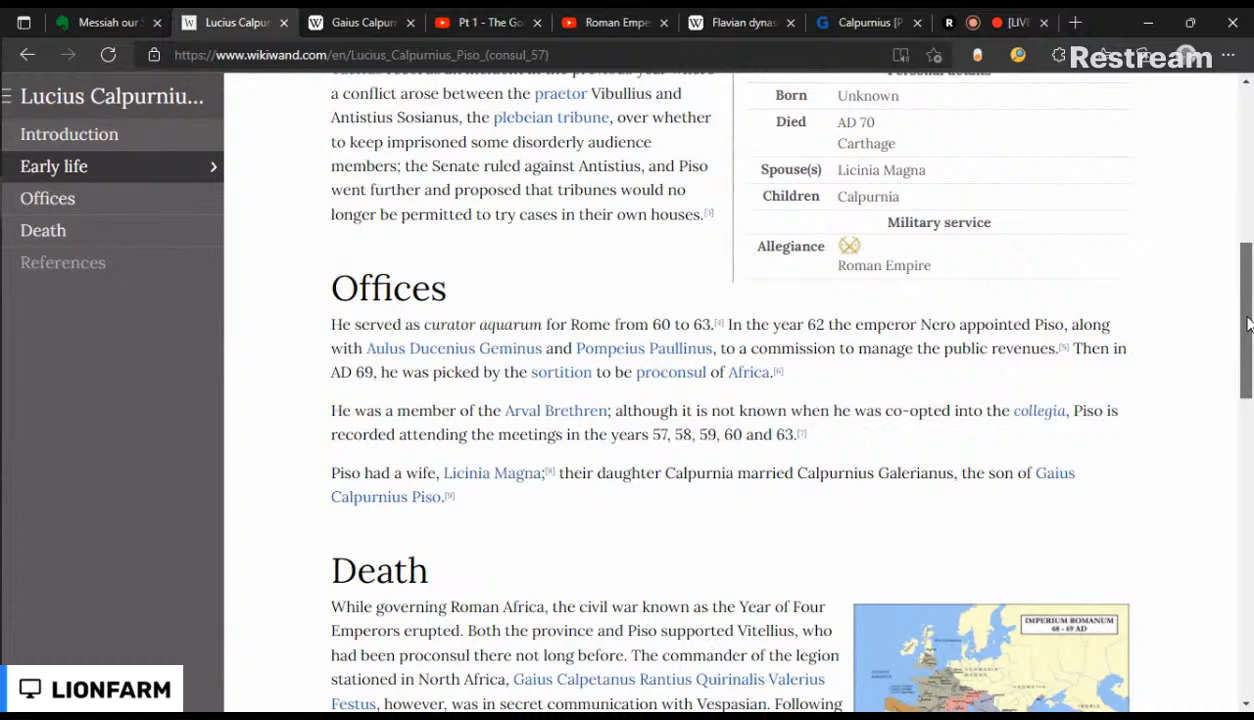 Messiah our S
Lucius Calpur
Gaius Calpurn
Pt 1 - The Go
Roman Empe
Flavian dynas
Calpurnius [P
[LIVE
https://www.wikiwand.com/en/Lucius_Calpurnius_Piso_(consul_57)
Restream
Lucius Calpurniu...
Introduction
Early life
Offices
Death
References
a conflict arose between the praetor Vibullius and
Antistius Sosianus, the plebeian tribune, over whether
to keep imprisoned some disorderly audience
members; the Senate ruled against Antistius, and Piso
went further and proposed that tribunes would no
longer be permitted to try cases in their own houses.[3]
Personal details
Born Unknown
Died AD 70
Carthage
Spouse(s) Licinia Magna
Children Calpurnia
Military service
Allegiance
Roman Empire
Offices
He served as curator aquarum for Rome from 60 to 63.[4] In the year 62 the emperor Nero appointed Piso, along
with Aulus Ducenius Geminus and Pompeius Paullinus, to a commission to manage the public revenues.[5] Then in
AD 69, he was picked by the sortition to be proconsul of Africa.[6]
He was a member of the Arval Brethren; although it is not known when he was co-opted into the collegia, Piso is
recorded attending the meetings in the years 57, 58, 59, 60 and 63.[7]
Piso had a wife, Licinia Magna;[8] their daughter Calpurnia married Calpurnius Galerianus, the son of Gaius
Calpurnius Piso.[9]
Death
While governing Roman Africa, the civil war known as the Year of Four
Emperors erupted. Both the province and Piso supported Vitellius, who
had been proconsul there not long before. The commander of the legion
stationed in North Africa, Gaius Calpetanus Rantius Quirinalis Valerius
Festus, however, was in secret communication with Vespasian. Following
IMPERIUM ROMANUM
68 - 69 AD
LIONFARM